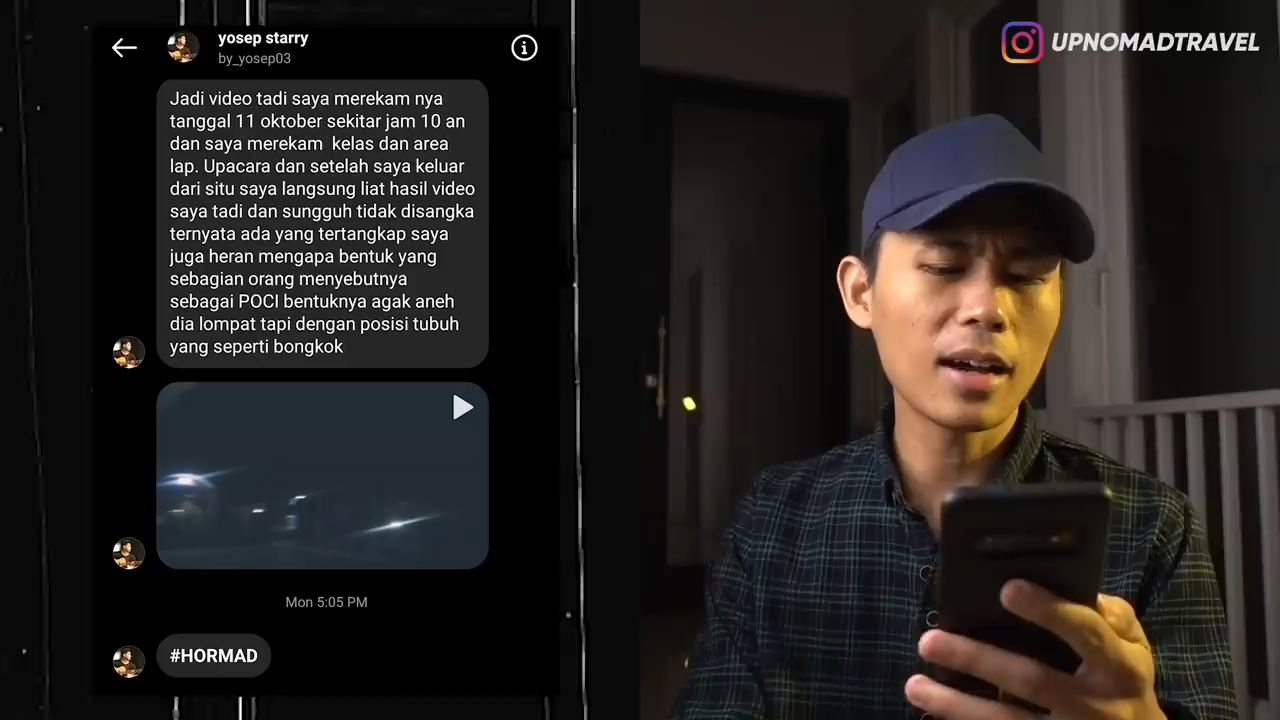 yosep starry
by_yosep03
Jadi video tadi saya merekam nya
tanggal 11 oktober sekitar jam 10 an
dan saya merekam kelas dan area
lap. Upacara dan setelah saya keluar
dari situ saya langsung liat hasil video
saya tadi dan sungguh tidak disangka
ternyata ada yang tertangkap saya
juga heran mengapa bentuk yang
sebagian orang menyebutnya
sebagai POCI bentuknya agak aneh
dia lompat tapi dengan posisi tubuh
yang seperti bongkok
Mon 5:05 PM
#HORMAD
UPNOMADTRAVEL